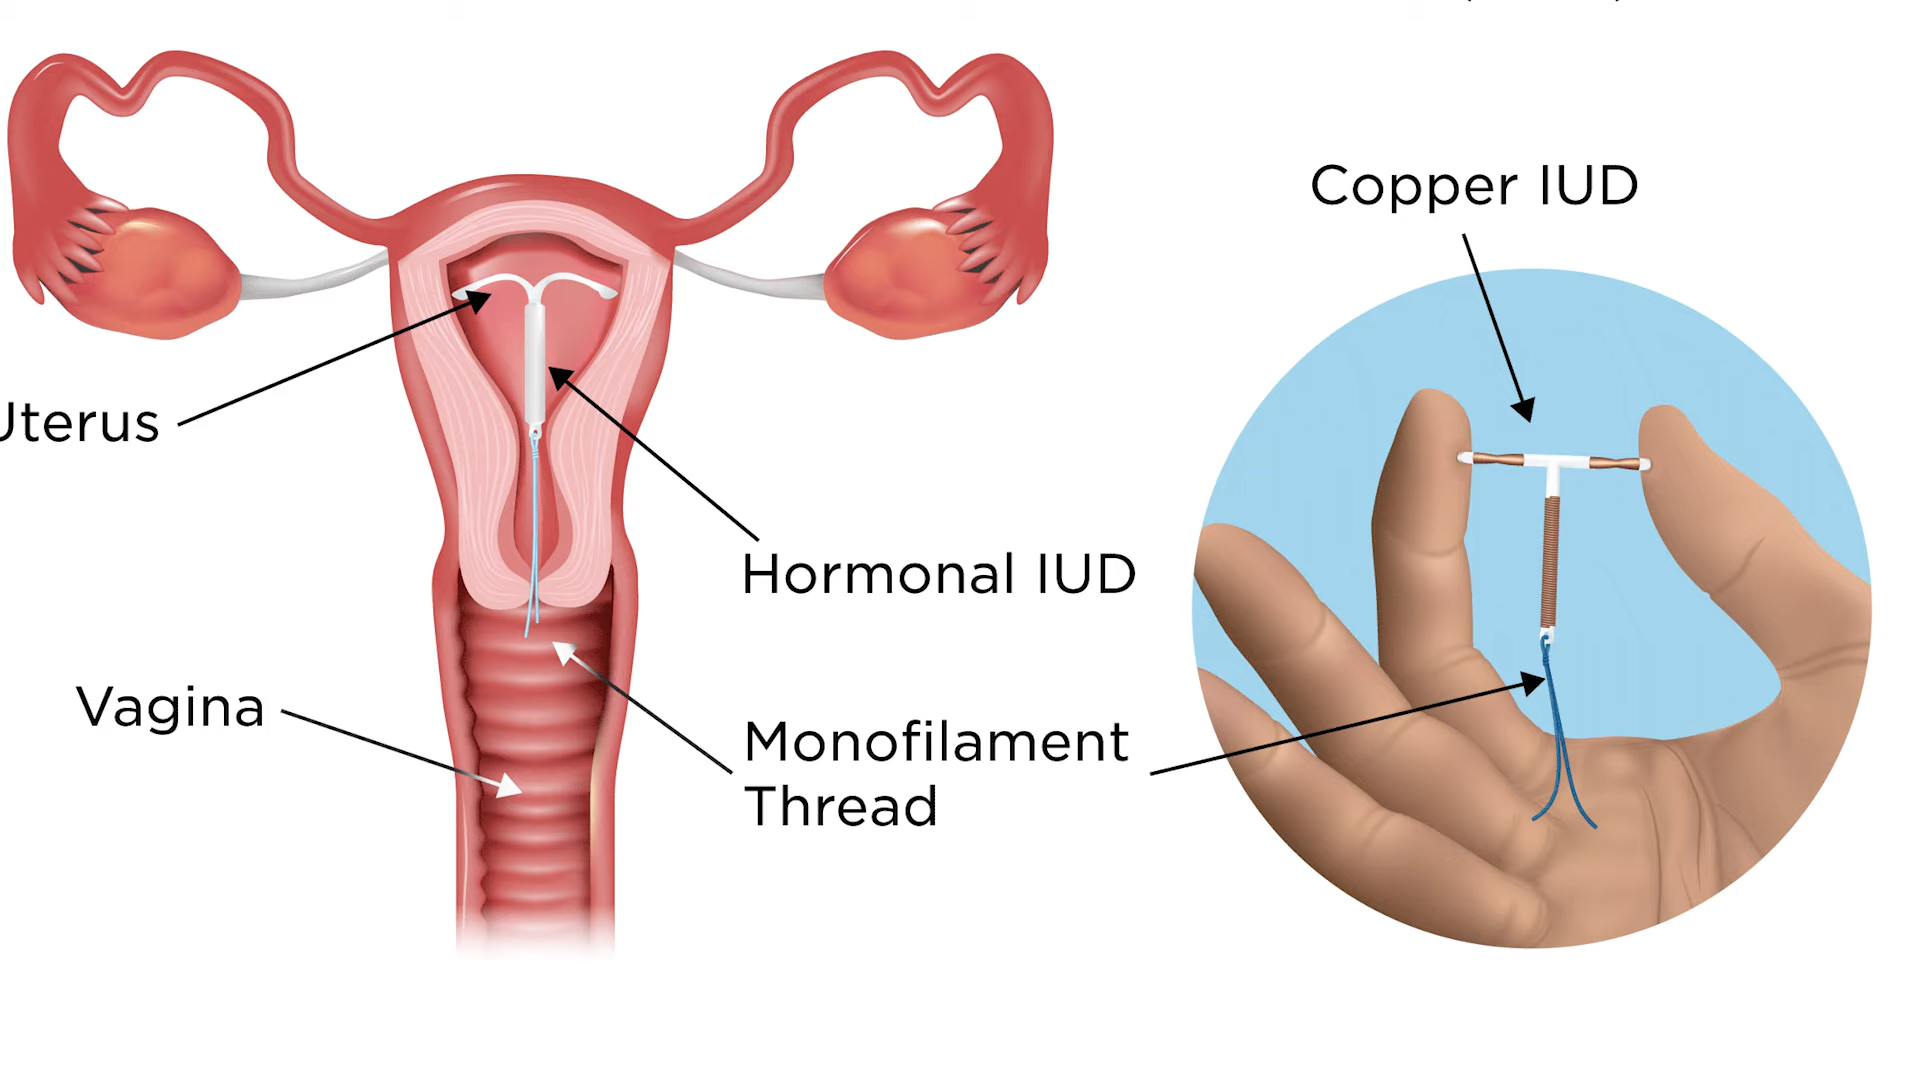 Copper IUD
Uterus
Hormonal IUD
Vagina
Monofilament
Thread